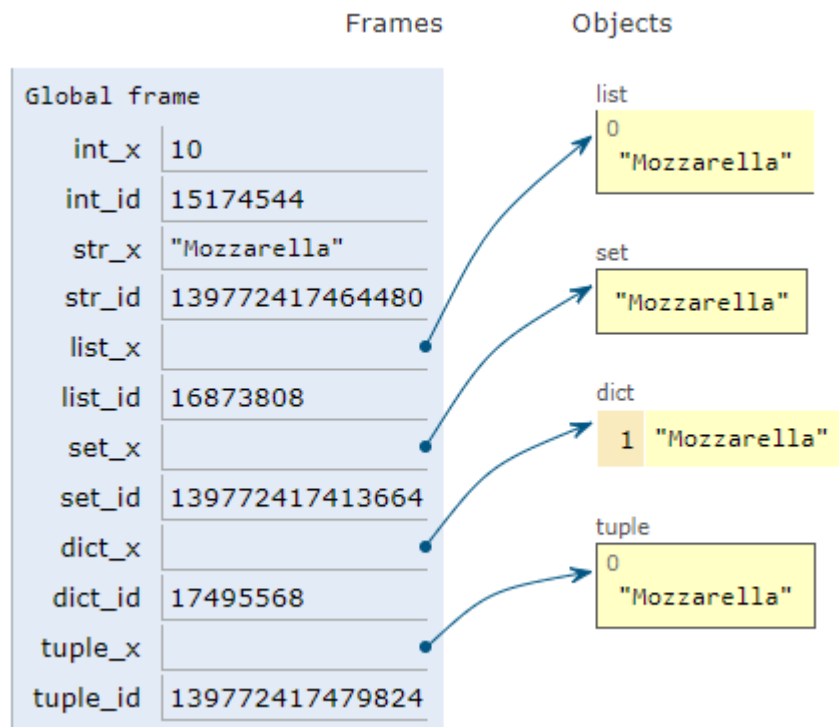 Frames Objects
Global frame
int_x 10
int_id 15174544
str_x "Mozzarella"
str_id 139772417464480
list_x
list_id 16873808
set_x
set_id 139772417413664
dict_x
dict_id 17495568
tuple_x
tuple_id 139772417479824
list
0
"Mozzarella"
set
"Mozzarella"
dict
1 "Mozzarella"
tuple
0
"Mozzarella"